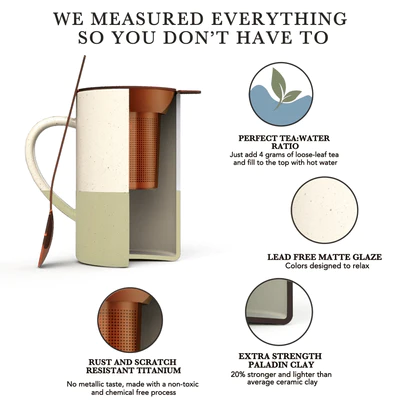 WE MEASURED EVERYTHING
SO YOU DON'T HAVE TO
PERFECT TEA:WATER
RATIO
Just add 4 grams of loose-leaf tea
and fill to the top with hot water
LEAD FREE MATTE GLAZE
Colors designed to relax
RUST AND SCRATCH
RESISTANT TITANIUM
No metallic taste, made with a non-toxic
and chemical free process
EXTRA STRENGTH
PALADIN CLAY
20% stronger and lighter than
average ceramic clay